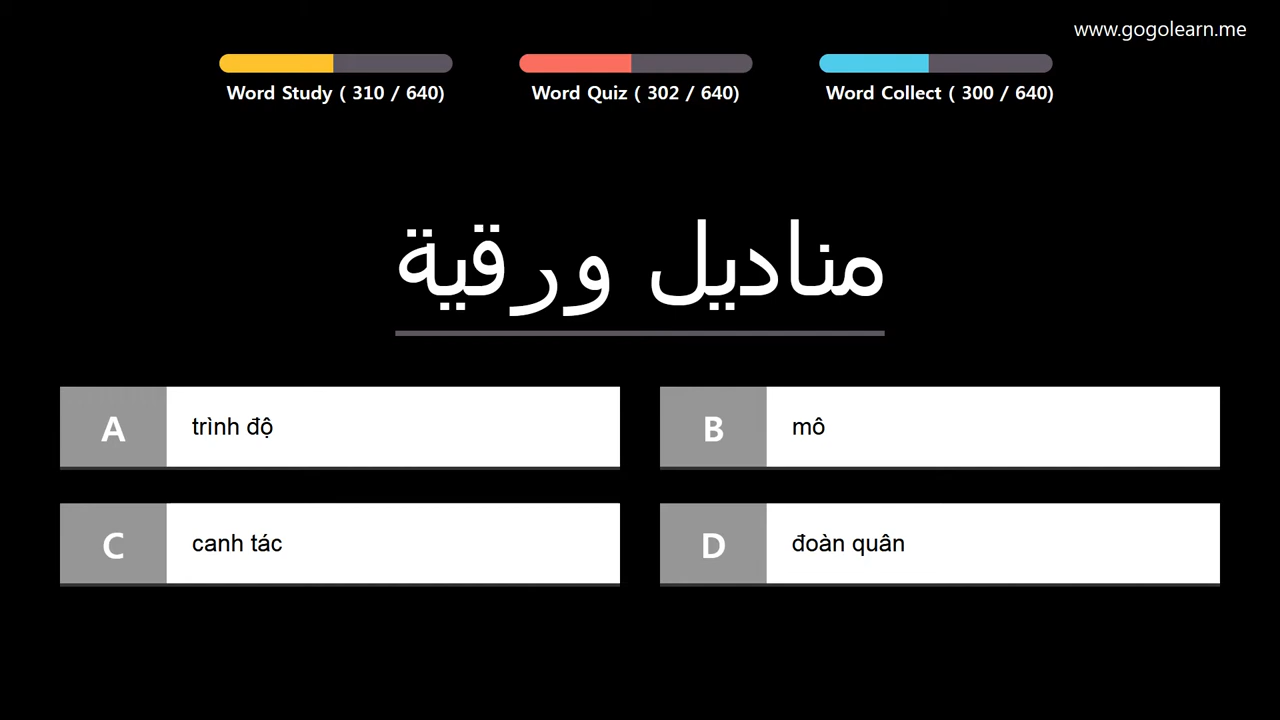 www.gogolearn.me
Word Study ( 310 / 640)
Word Quiz ( 302 / 640)
Word Collect ( 300 / 640)
مناديل ورقية
A trình độ
B mô
C canh tác
D đoàn quân